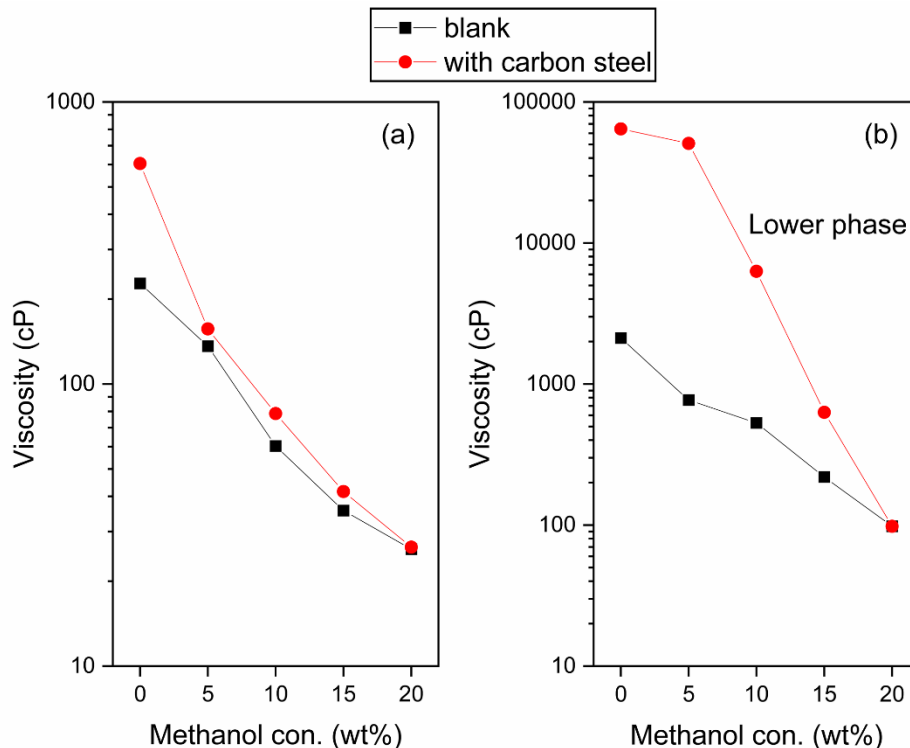 blank
with carbon steel
(a)
1000
100
10
Viscosity (cP)
0 5 10 15 20
Methanol con. (wt%)
(b)
Lower phase
100000
10000
1000
100
10
Viscosity (cP)
0 5 10 15 20
Methanol con. (wt%)